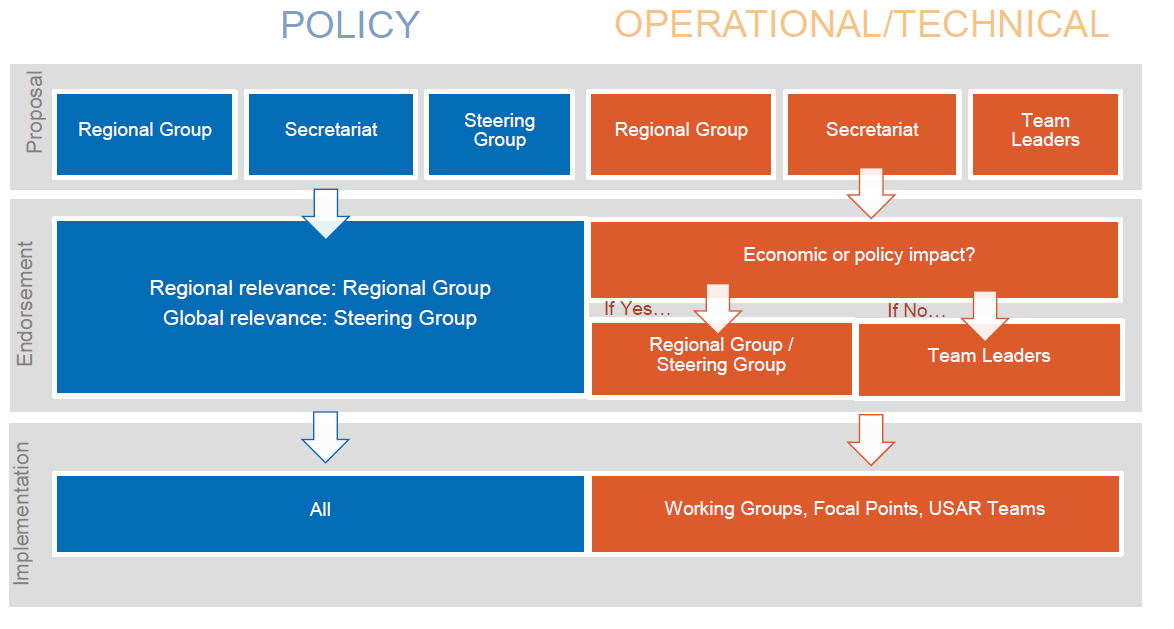 POLICY
OPERATIONAL/TECHNICAL
Proposal
Regional Group
Secretariat
Steering
Group
Regional Group
Secretariat
Team
Leaders
Endorsement
Regional relevance: Regional Group
Global relevance: Steering Group
Economic or policy impact?
If Yes…
If No…
Regional Group /
Steering Group
Team Leaders
Implementation
All
Working Groups, Focal Points, USAR Teams